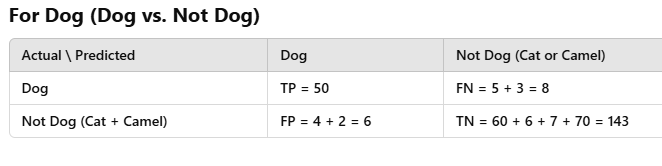 For Dog (Dog vs. Not Dog)
Actual \ Predicted Dog Not Dog (Cat or Camel)
Dog TP = 50 FN = 5 + 3 = 8
Not Dog (Cat + Camel) FP = 4 + 2 = 6 TN = 60 + 6 + 7 + 70 = 143